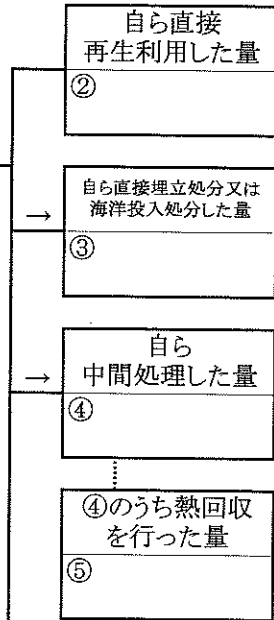 自ら直接
再生利用した量
②
自ら直接埋立処分又は
海洋投入処分した量
→
③
自ら
中間処理した量
→
④
④のうち熱回収
を行った量
⑤